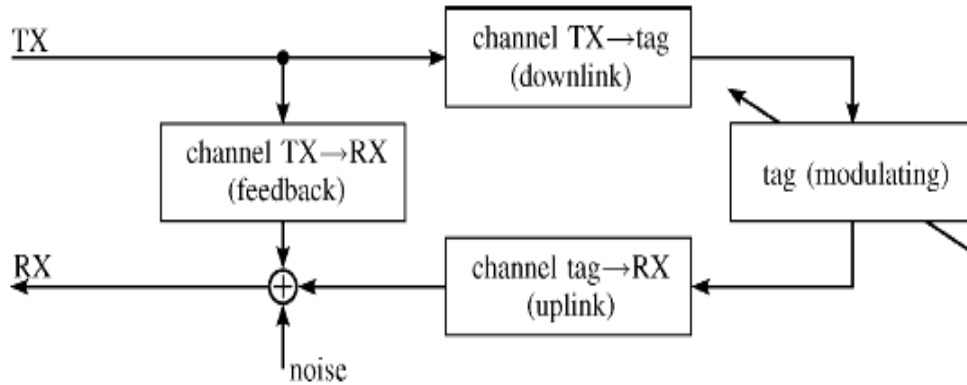 TX
channel TX→tag
(downlink)
channel TX→RX
(feedback)
tag (modulating)
RX
channel tag→RX
(uplink)
+
noise